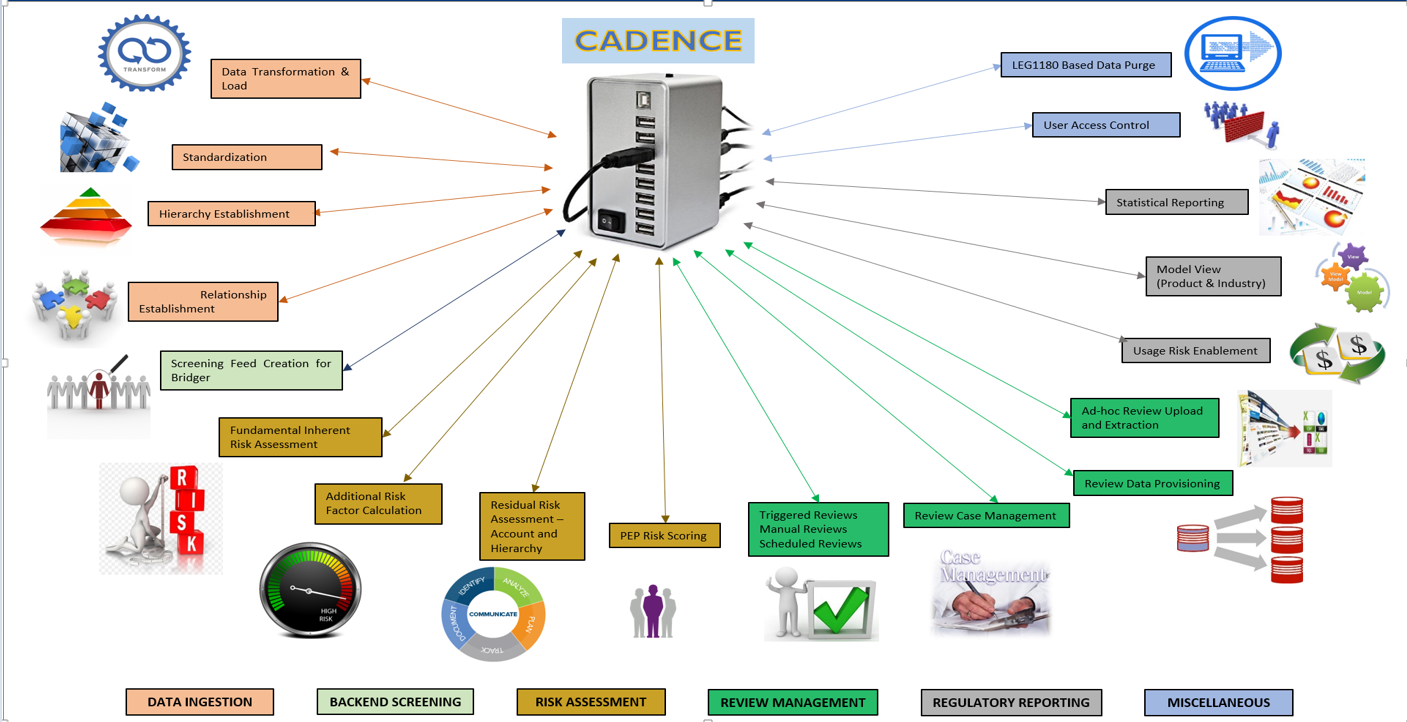 CADENCE
TRANSFORM
Data Transformation &
Load
Standardization
Hierarchy Establishment
Relationship
Establishment
Screening Feed Creation for
Bridger
Fundamental Inherent
Risk Assessment
RISK
Additional Risk
Factor Calculation
HIGH
RISK
Residual Risk
Assessment –
Account and
Hierarchy
IDENTIFY
ANALYZE
PLAN
TRACK
DOCUMENT
COMMUNICATE
PEP Risk Scoring
Triggered Reviews
Manual Reviews
Scheduled Reviews
Review Case Management
Case
Management
Review Data Provisioning
Ad-hoc Review Upload
and Extraction
Usage Risk Enablement
$
$
Model View
(Product & Industry)
View
View
Model
Model
Statistical Reporting
User Access Control
LEG1180 Based Data Purge
DATA INGESTION
BACKEND SCREENING
RISK ASSESSMENT
REVIEW MANAGEMENT
REGULATORY REPORTING
MISCELLANEOUS